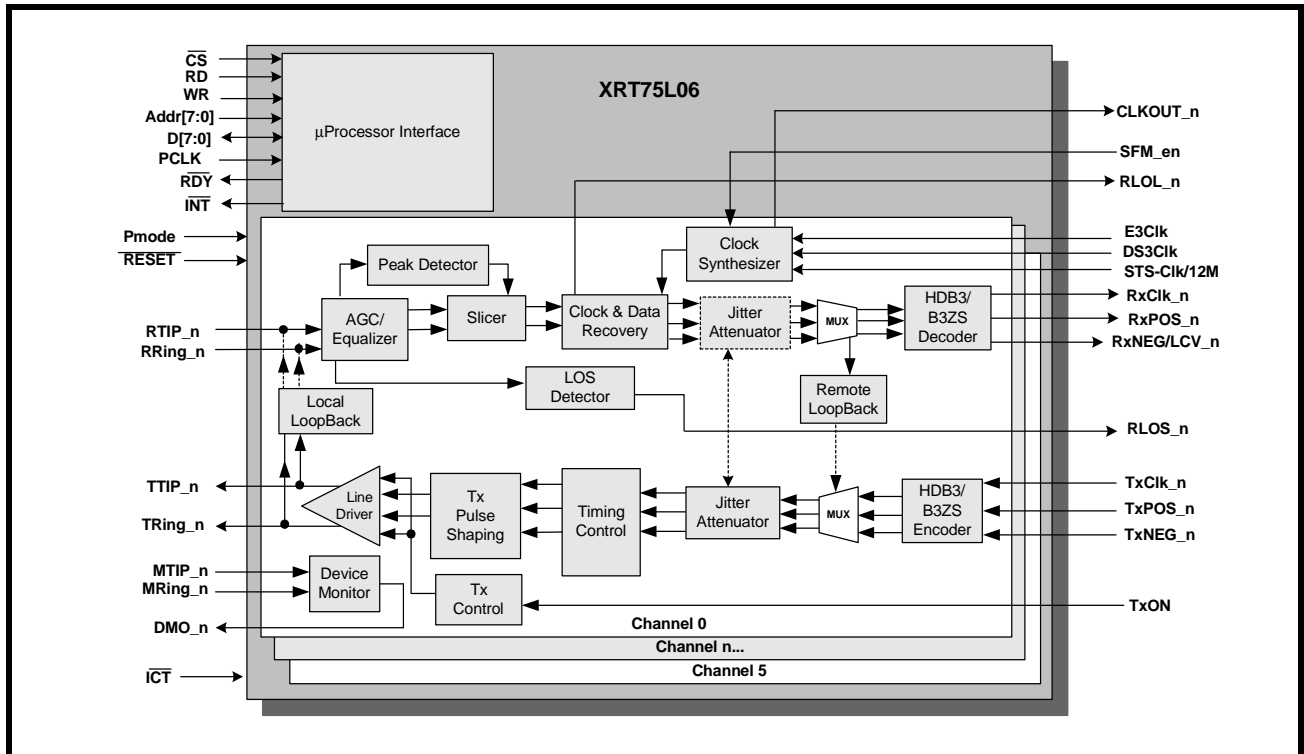 XRT75L06
CS
RD
WR
Addr[7:0]
D[7:0]
PCLK
RDY
INT
Pmode
RESET
µProcessor Interface
CLKOUT_n
SFM_en
RLOL_n
E3Clk
DS3Clk
STS-Clk/12M
RxClk_n
RxPOS_n
RxNEG/LCV_n
RTIP_n
RRing_n
Peak Detector
AGC/
Equalizer
Slicer
Clock & Data
Recovery
Clock
Synthesizer
Jitter
Attenuator
MUX
HDB3/
B3ZS
Decoder
LOS
Detector
Remote
LoopBack
Local
LoopBack
RLOS_n
TTIP_n
TRing_n
MTIP_n
MRing_n
DMO_n
ICT
Line
Driver
Tx
Pulse
Shaping
Timing
Control
Jitter
Attenuator
MUX
HDB3/
B3ZS
Encoder
TxClk_n
TxPOS_n
TxNEG_n
Device
Monitor
Tx
Control
TxON
Channel 0
Channel n...
Channel 5